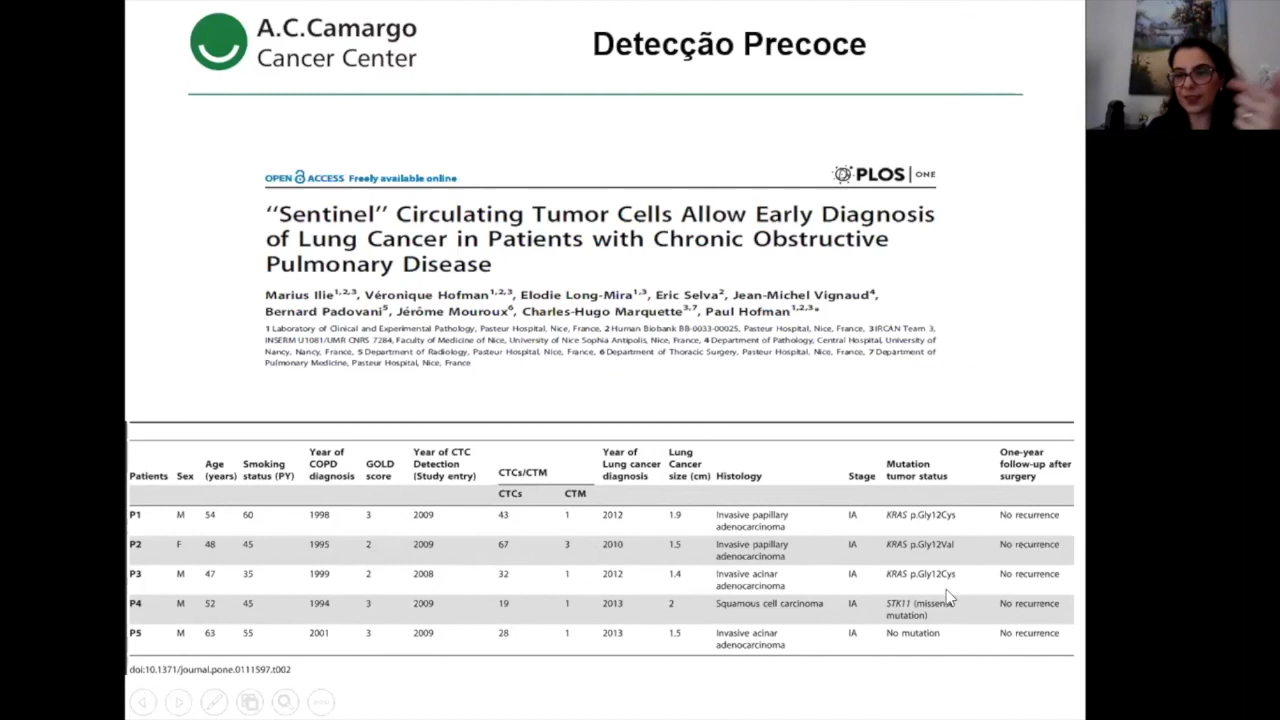 A.C.Camargo
Cancer Center
Detecção Precoce
OPEN ACCESS Freely available online
PLOS ONE
“Sentinel” Circulating Tumor Cells Allow Early Diagnosis
of Lung Cancer in Patients with Chronic Obstructive
Pulmonary Disease
Marius Ilie1,2,3, Véronique Hofman1,2,3, Elodie Long-Mira1,3, Eric Selva2, Jean-Michel Vignaud4,
Bernard Padovani5, Jérôme Mouroux6, Charles-Hugo Marquette3,7, Paul Hofman1,2,3*
1 Laboratory of Clinical and Experimental Pathology, Pasteur Hospital, Nice, France, 2 Human Biobank BB-0033-00025, Pasteur Hospital, Nice, France, 3 IRCAN Team 3,
INSERM U1081/UMR CNRS 7284, Faculty of Medicine of Nice, University of Nice Sophia Antipolis, Nice, France, 4 Department of Pathology, Central Hospital, University of
Nancy, Nancy, France, 5 Department of Radiology, Pasteur Hospital, Nice, France, 6 Department of Thoracic Surgery, Pasteur Hospital, Nice, France, 7 Department of
Pulmonary Medicine, Pasteur Hospital, Nice, France
Patients Sex Age (years) Smoking status (PY) Year of COPD diagnosis GOLD score Year of CTC Detection (Study entry) CTCs/CTM Year of Lung cancer diagnosis Lung Cancer size (cm) Histology Stage Mutation tumor status One-year follow-up after surgery
CTCs CTM
P1 M 54 60 1998 3 2009 43 1 2012 1.9 Invasive papillary adenocarcinoma IA KRAS p.Gly12Cys No recurrence
P2 F 48 45 1995 2 2009 67 3 2010 1.5 Invasive papillary adenocarcinoma IA KRAS p.Gly12Val No recurrence
P3 M 47 35 1999 2 2008 32 1 2012 1.4 Invasive acinar adenocarcinoma IA KRAS p.Gly12Cys No recurrence
P4 M 52 45 1994 3 2009 19 1 2013 2 Squamous cell carcinoma IA STK11 (missense mutation) No recurrence
P5 M 63 55 2001 3 2009 28 1 2013 1.5 Invasive acinar adenocarcinoma IA No mutation No recurrence
doi:10.1371/journal.pone.0111597.t002